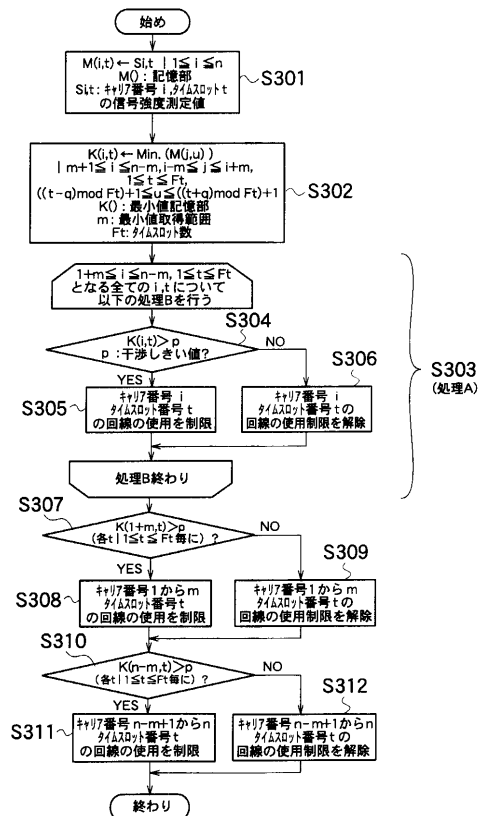 始め
M(i,t)← Si,t | 1≦ i ≦n
M():記憶部
Si,t:キャリア番号 i ,タイムスロット t
の信号強度測定値
S301
K(i,t)← Min. (M(j,u) )
| m+1≦ i ≦n-m, i-m≦ j ≦i+m,
1≦ t ≦Ft,
((t-q)mod Ft)+1≦u≦((t+q)mod Ft)+1
K():最小値記憶部
m:最小値取得範囲
Ft:タイムスロット数
S302
1+m≦ i ≦n-m, 1≦t≦Ft
となる全ての i,t について
以下の処理Bを行う
S303
(処理A)
K(i,t)>p
p :干渉しきい値?
S304
YES
NO
S305
キャリア番号 i
タイムスロット番号 t
の回線の使用を制限
S306
キャリア番号 i
タイムスロット番号 t の
回線の使用制限を解除
処理B終わり
S307
K(1+m,t)>p
(各t | 1≦t≦ Ft 毎に) ?
YES
NO
S308
キャリア番号1からm
タイムスロット番号 t
の回線の使用を制限
S309
キャリア番号1からm
タイムスロット番号 t の
回線の使用制限を解除
S310
K(n-m,t)>p
(各t | 1≦t≦Ft毎に) ?
YES
NO
S311
キャリア番号 n-m+1からn
タイムスロット番号 t
の回線の使用を制限
S312
キャリア番号 n-m+1からn
タイムスロット番号 t の
回線の使用制限を解除
終わり